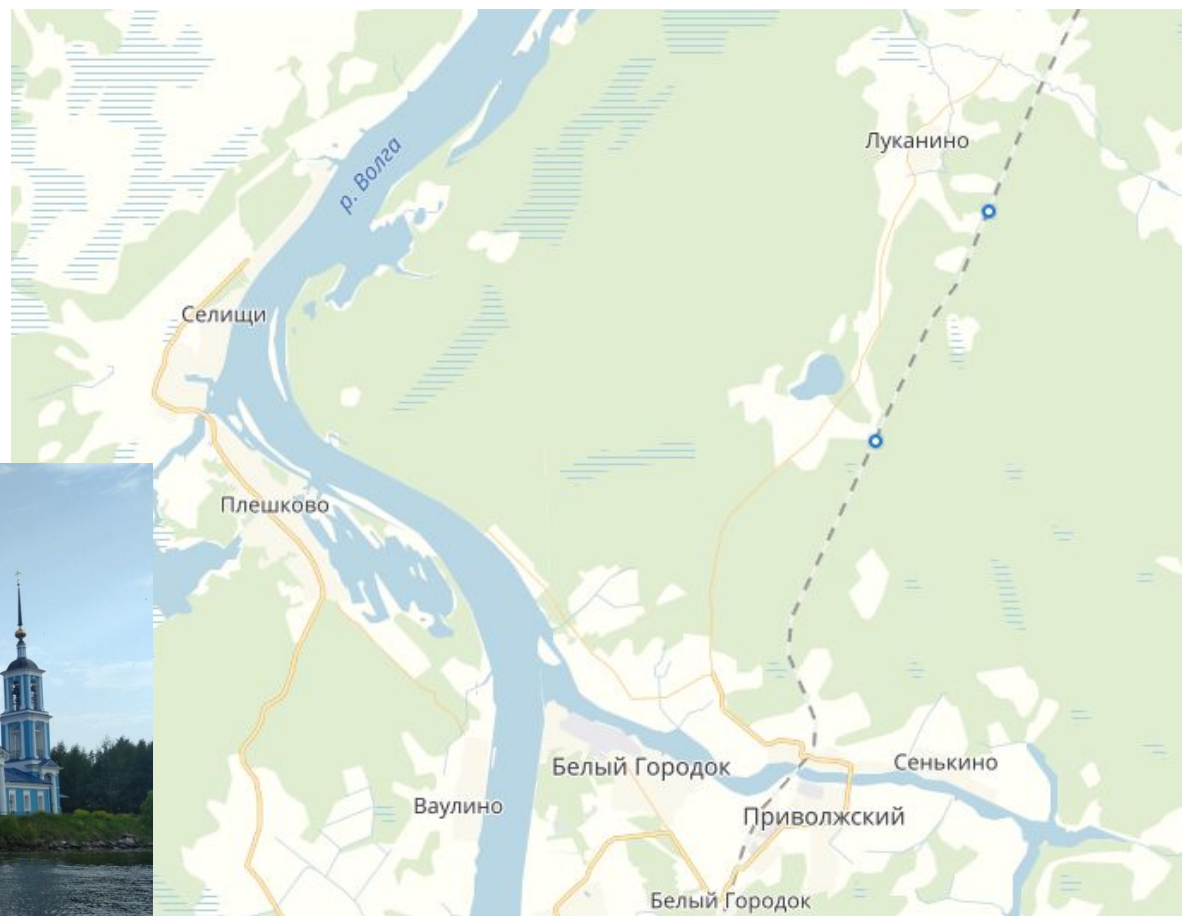 Луканино
р. Волга
Селищи
Плешково
Белый Городок
Сенькино
Ваулино
Приволжский
Белый Городок